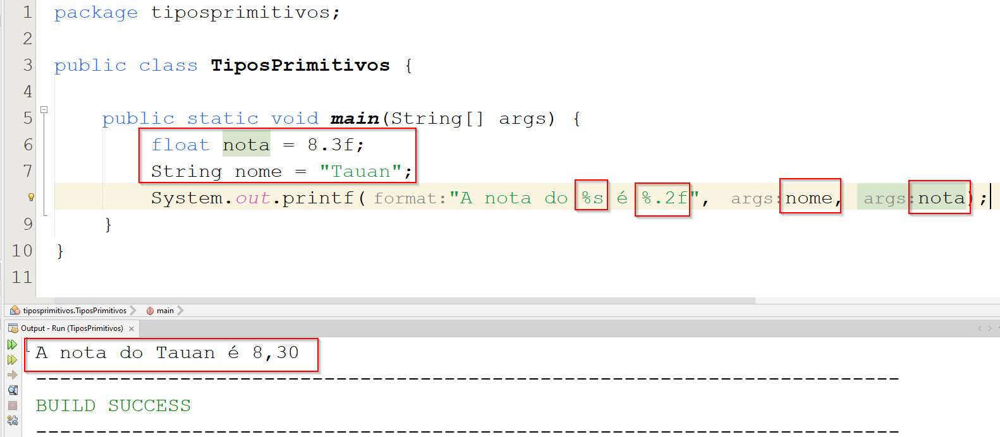 1 package tiposprimitivos;
2
3 public class TiposPrimitivos {
4
5 public static void main(String[] args) {
6 float nota = 8.3f;
7 String nome = "Tauan";
System.out.printf(format:"A nota do %s é %.2f", args:nome, args:nota);
9 }
10 }
11
tiposprimitivos.TiposPrimitivos main
Output - Run (TiposPrimitivos) ×
A nota do Tauan é 8,30
------------------------------------------------------------------------
BUILD SUCCESS
------------------------------------------------------------------------